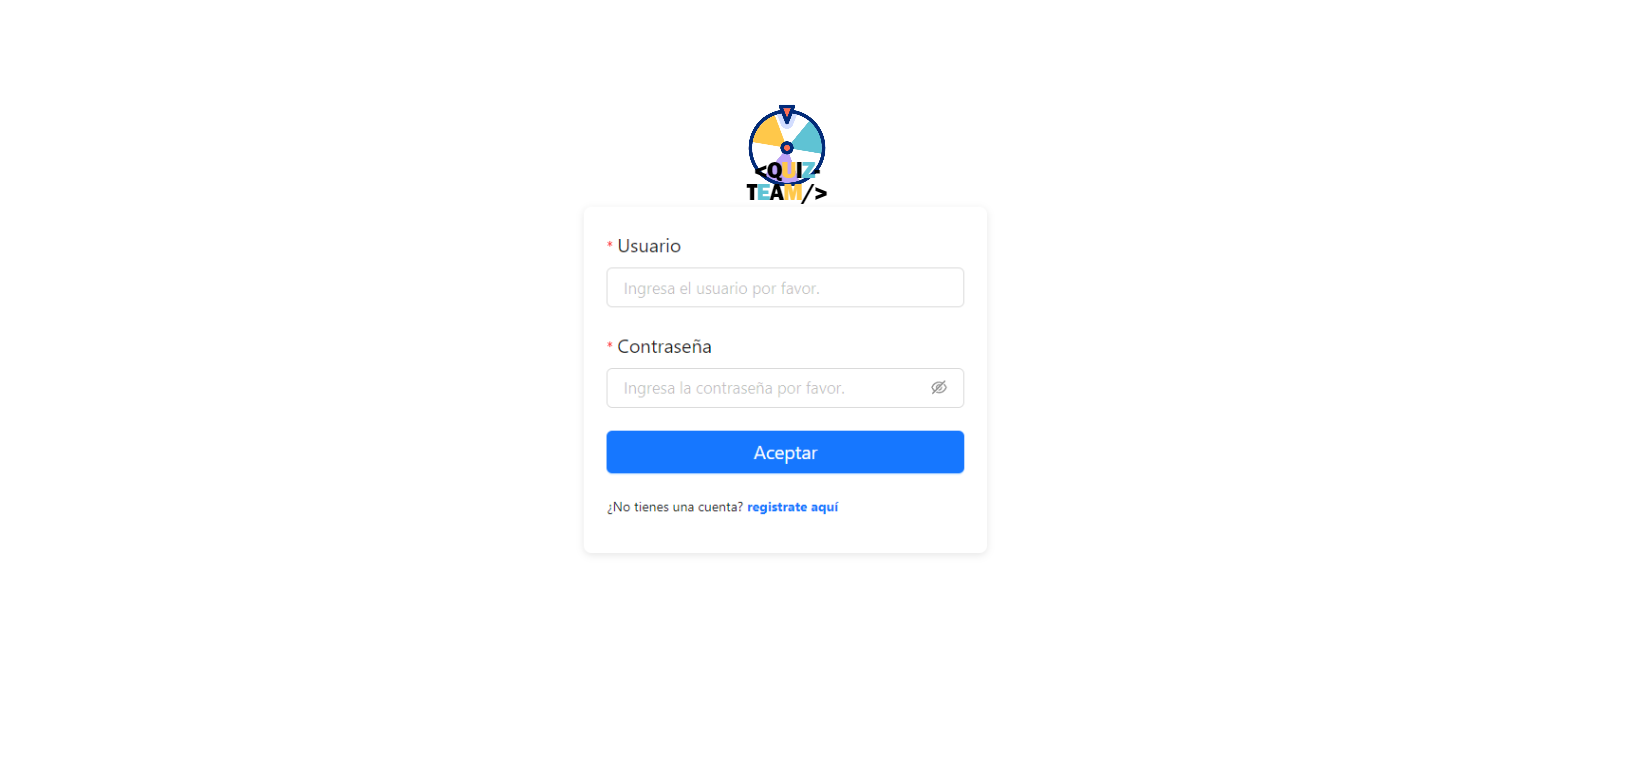 <QUIZ-
TEAM/>
* Usuario
Ingresa el usuario por favor.
* Contraseña
Ingresa la contraseña por favor.
Aceptar
¿No tienes una cuenta? registrate aquí